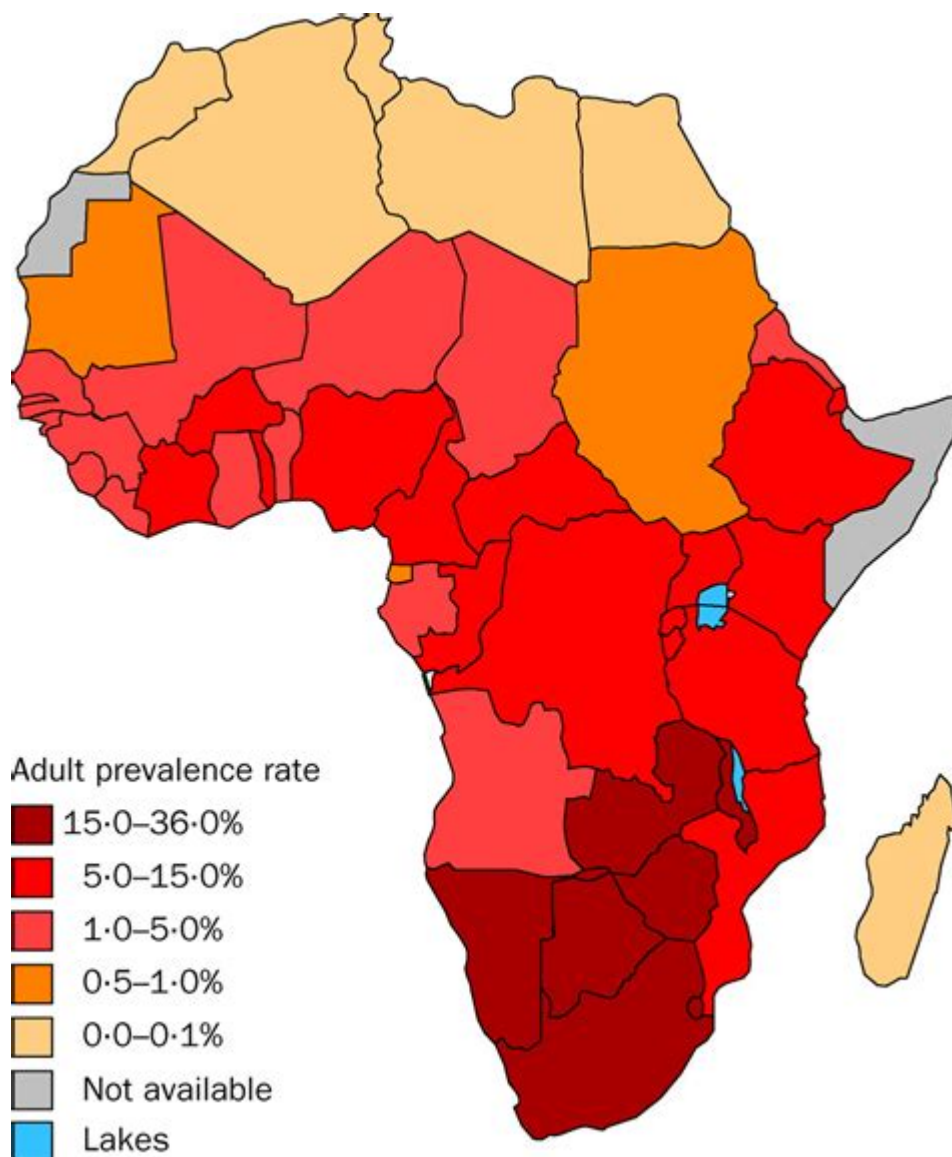 Adult prevalence rate
15·0–36·0%
5·0–15·0%
1·0–5·0%
0·5–1·0%
0·0–0·1%
Not available
Lakes